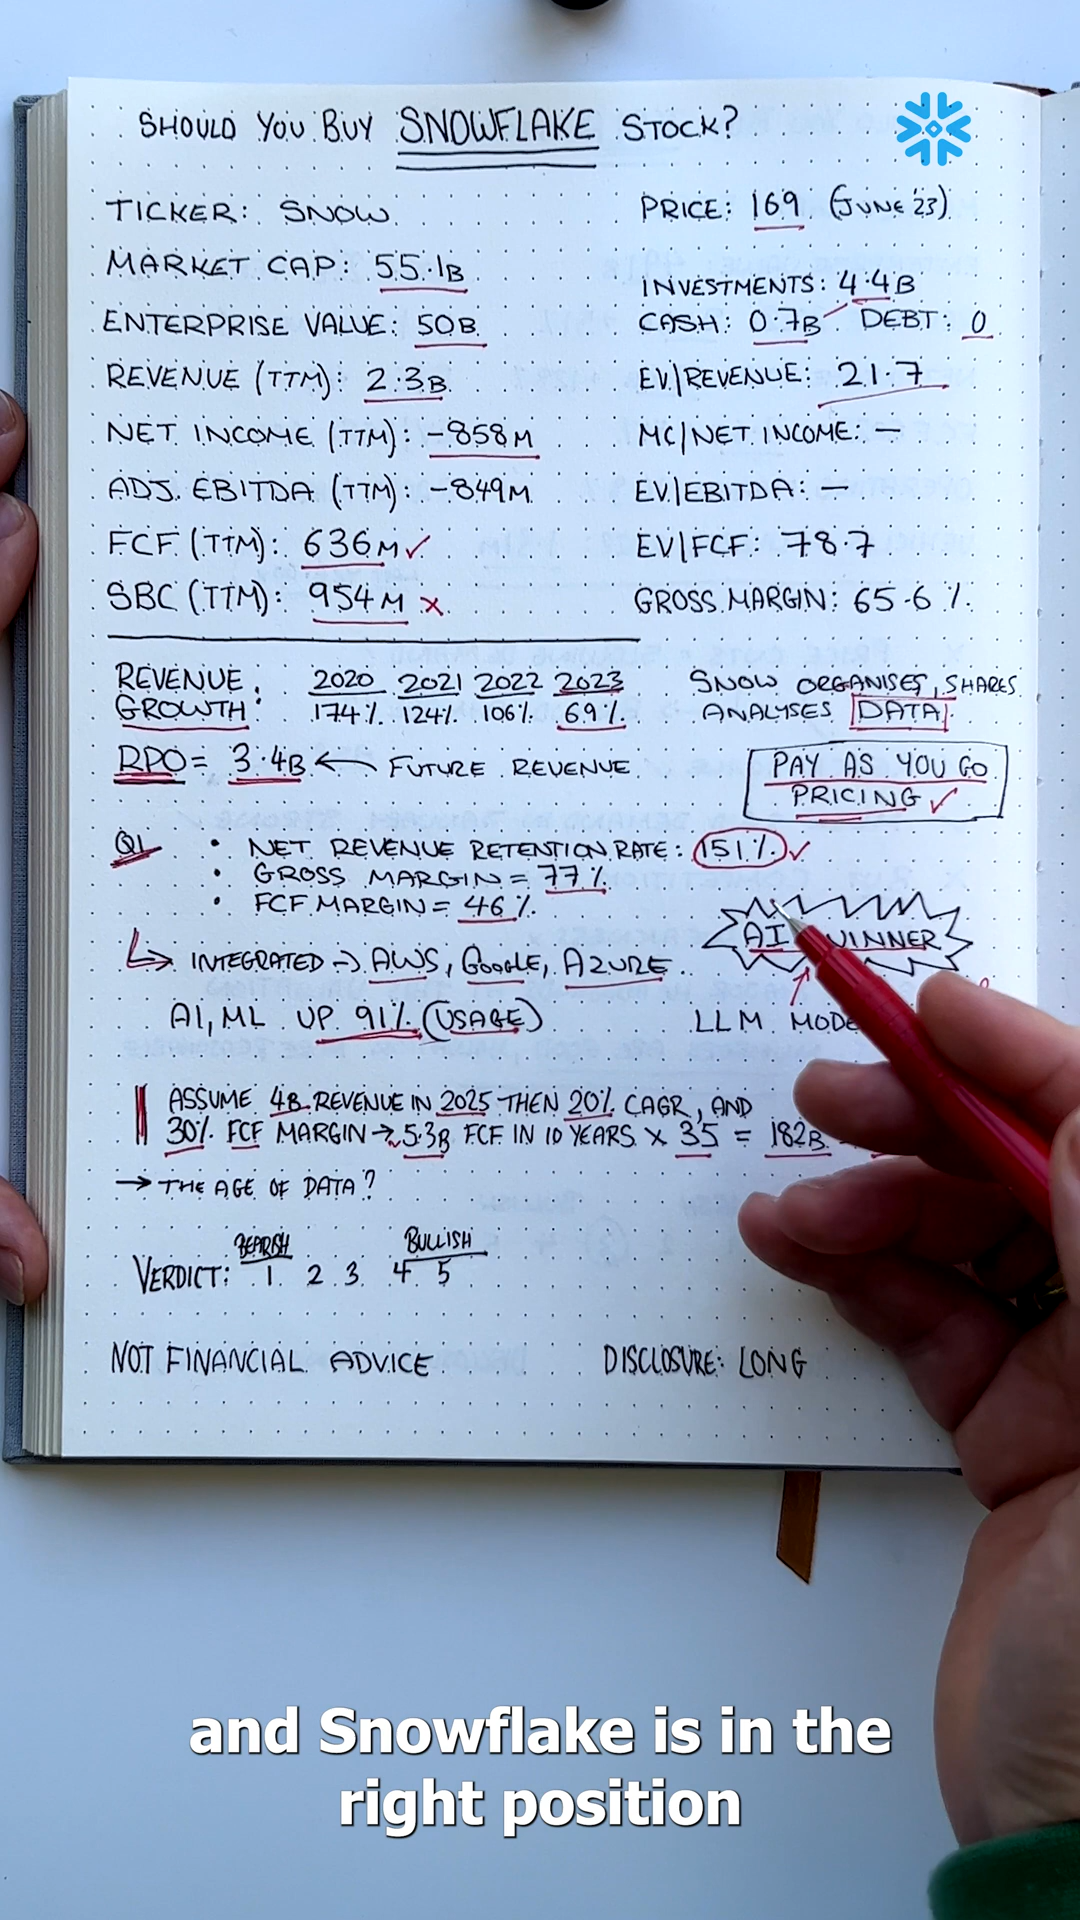 SHOULD YOU BUY SNOWFLAKE STOCK?
TICKER: SNOW
PRICE: 169 (JUNE '23)
MARKET CAP: 55.1B
INVESTMENTS: 4.4B
ENTERPRISE VALUE: 50B
CASH: 0.7B DEBT: 0
REVENUE (TTM): 2.3B
EV/REVENUE: 21.7
NET INCOME (TTM): -858M
MC/NET INCOME: -
ADJ. EBITDA (TTM): -849M
EV/EBITDA: -
FCF (TTM): 636M ✓
EV/FCF: 78.7
SBC (TTM): 954M x
GROSS MARGIN: 65.6%
REVENUE GROWTH: 2020 2021 2022 2023
174% 124% 106% 69%
SNOW ORGANISES, SHARES
ANALYSES DATA
RPO = 3.4B ← FUTURE REVENUE
PAY AS YOU GO
PRICING ✓
Q1 • NET REVENUE RETENTION RATE: 151% ✓
• GROSS MARGIN = 77%
• FCF MARGIN = 46%
AI WINNER
↳ INTEGRATED → AWS, GOOGLE, AZURE
AI, ML UP 91% (USAGE)
LLM
ASSUME 4B REVENUE IN 2025 THEN 20% CAGR, AND
30% FCF MARGIN → 5.3B FCF IN 10 YEARS x 35 = 182B
→ THE AGE OF DATA?
BEARISH BULLISH
VERDICT: 1 2 3 4 5
NOT FINANCIAL ADVICE
DISCLOSURE: LONG
and Snowflake is in the
right position